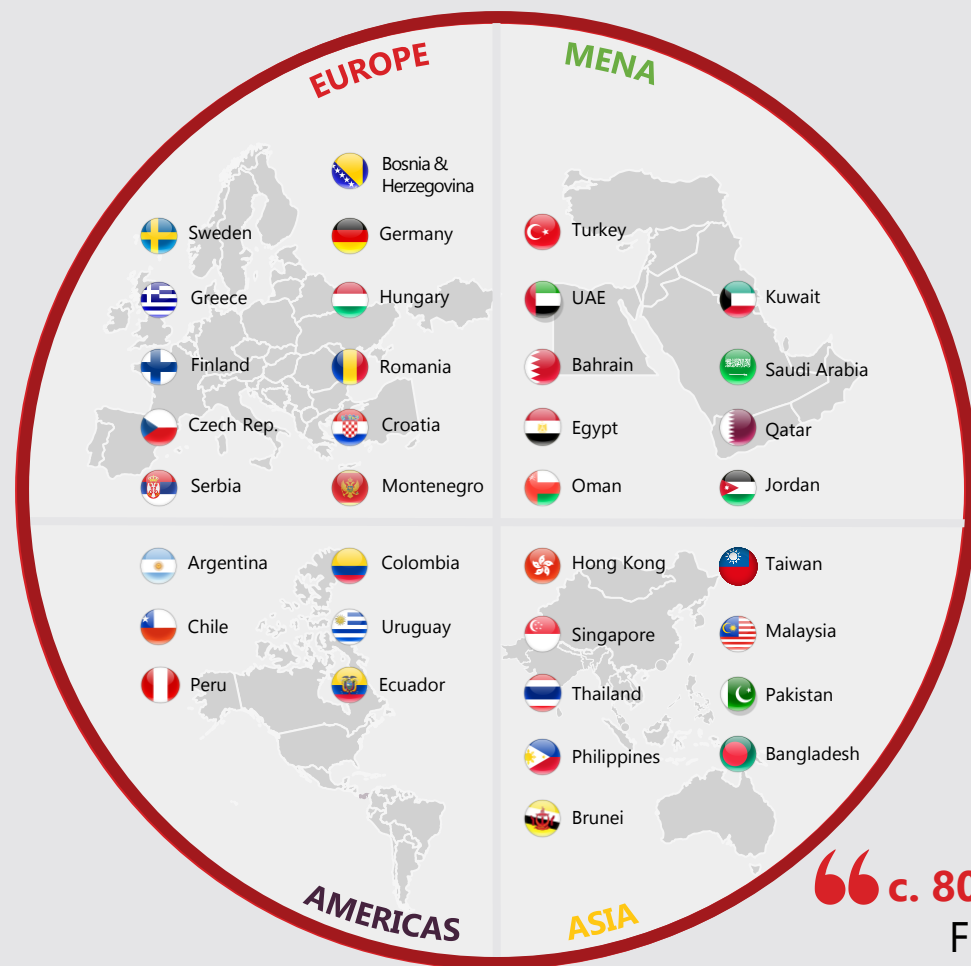 EUROPE
Bosnia &
Herzegovina
Sweden
Germany
Greece
Hungary
Finland
Romania
Czech Rep.
Croatia
Serbia
Montenegro
MENA
Turkey
UAE
Kuwait
Bahrain
Saudi Arabia
Egypt
Qatar
Oman
Jordan
Argentina
Colombia
Chile
Uruguay
Peru
Ecuador
AMERICAS
Hong Kong
Taiwan
Singapore
Malaysia
Thailand
Pakistan
Philippines
Bangladesh
Brunei
ASIA
“ c. 80
F